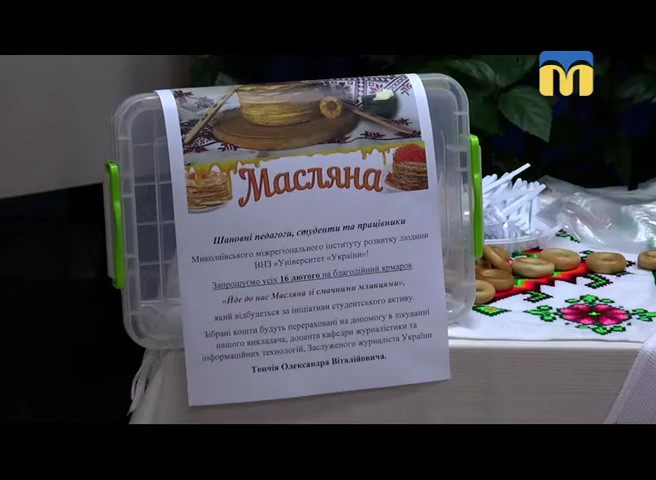 m
Масляна
Шановні педагоги, студенти та працівники
Миколаївського міжрегіонального інституту розвитку людини
ВНЗ «Університет «Україна»!
Запрошуємо усіх 16 лютого на благодійний ярмарок
«Йде до нас Масляна зі смачними млинцями»,
який відбудеться за ініціативи студентського активу.
Зібрані кошти будуть перераховані на допомогу в лікуванні
нашого викладача, доцента кафедри журналістики та
інформаційних технологій, Заслуженого журналіста України
Топчія Олександра Віталійовича.